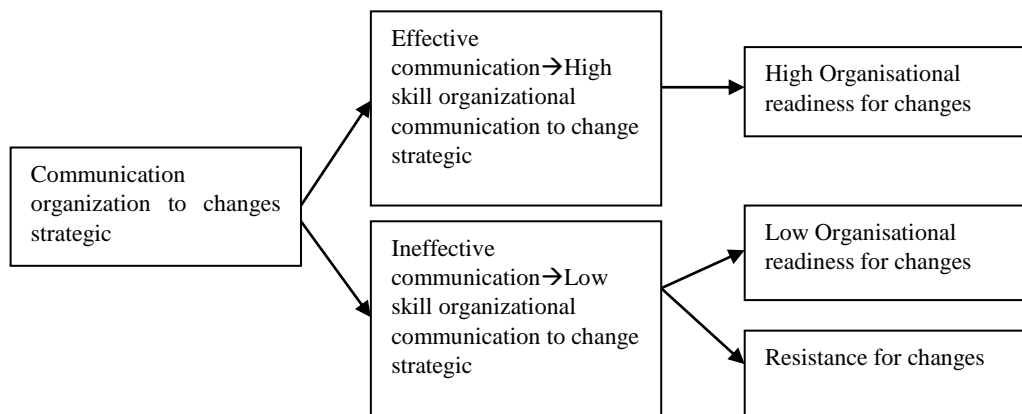 Communication
organization to changes
strategic
Effective
communication→High
skill organizational
communication to change
strategic
High Organisational
readiness for changes
Ineffective
communication→Low
skill organizational
communication to change
strategic
Low Organisational
readiness for changes
Resistance for changes